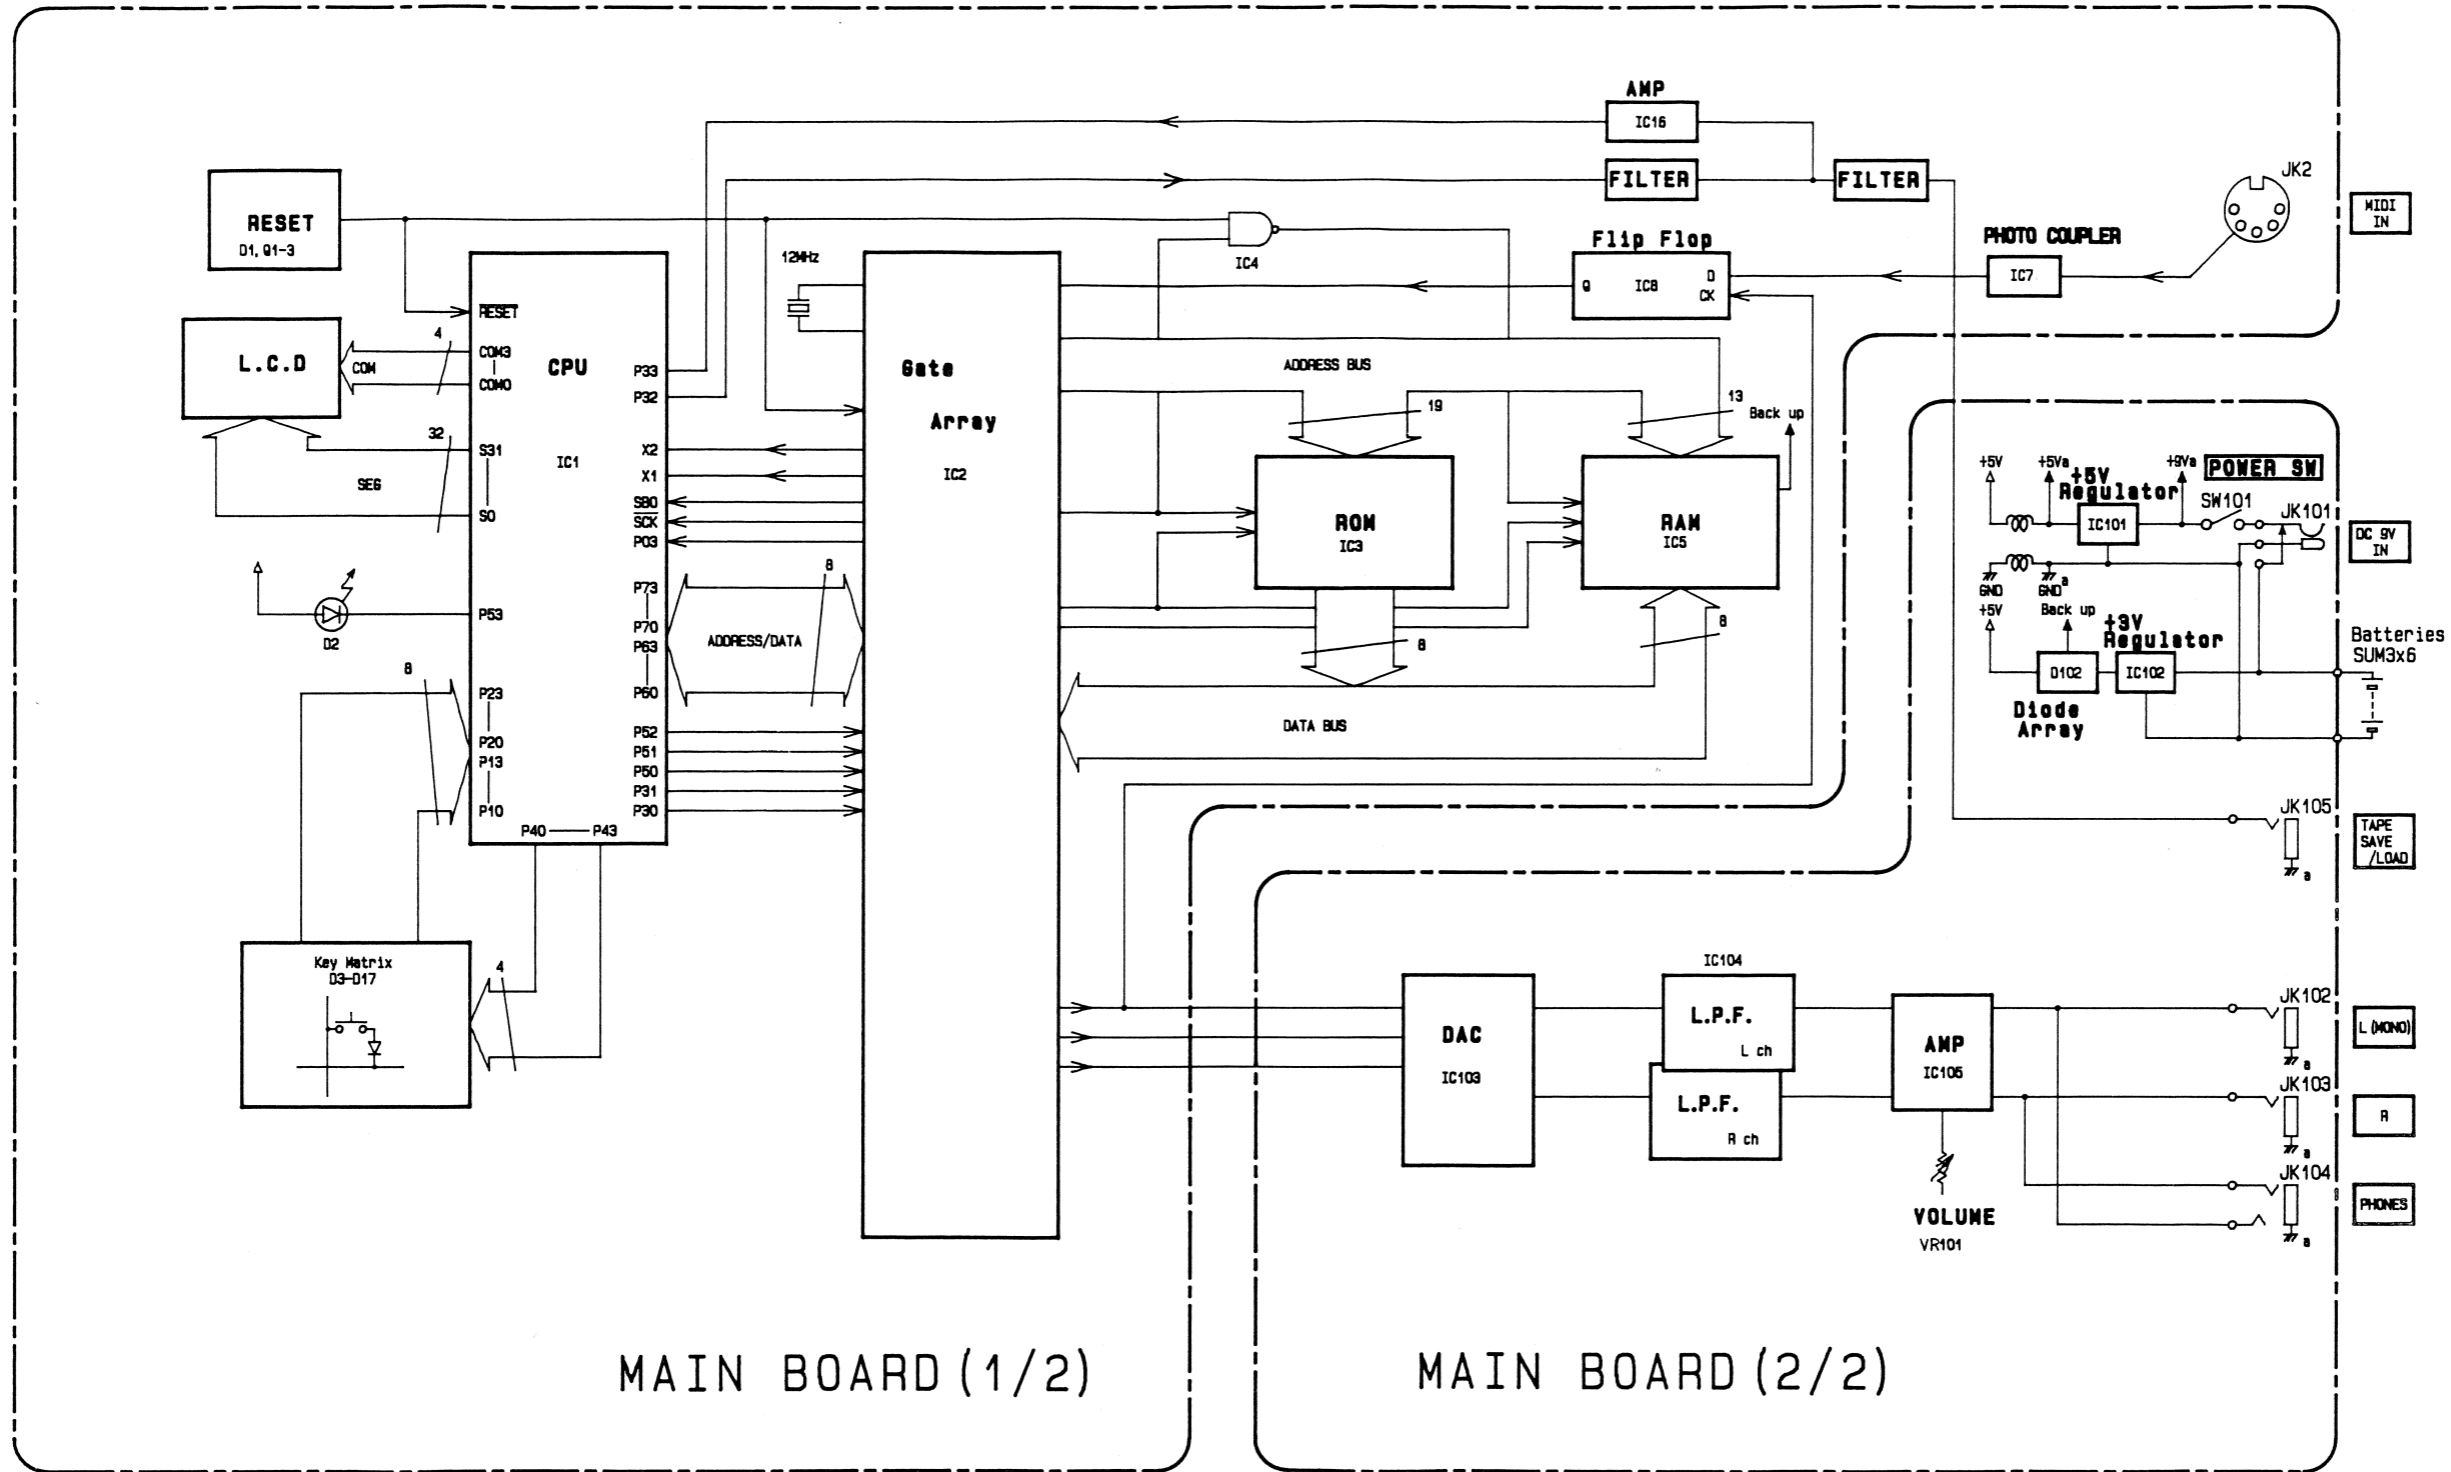 AMP
IC16
FILTER
FILTER
RESET
D1, Q1-3
JK2
MIDI
IN
12MHz
IC4
Flip Flop
D
Q
IC8
CK
PHOTO COUPLER
IC7
RESET
L.C.D
4
COM
COM3
COM0
CPU
IC1
P33
P32
Gate
Array
IC2
ADDRESS BUS
19
13
Back up
32
SEG
S31
S0
X2
X1
SB0
SCK
P03
ROM
IC3
RAM
IC5
+5V
+5Va
+5V
Regulator
IC101
+9Va
POWER SW
SW101
JK101
DC 9V
IN
GND
GND
a
+5V
Back up
+3V
Regulator
D102
IC102
Diode
Array
Batteries
SUM3x6
D2
P53
P73
P70
P63
P60
8
ADDRESS/DATA
8
8
DATA BUS
8
P23
P20
P13
P10
P52
P51
P50
P31
P30
P40
P43
JK105
TAPE
SAVE
/LOAD
a
Key Matrix
D3-D17
4
DAC
IC103
IC104
L.P.F.
L ch
L.P.F.
R ch
AMP
IC105
VOLUME
VR101
JK102
L (MONO)
a
JK103
R
a
JK104
PHONES
a
MAIN BOARD (1/2)
MAIN BOARD (2/2)